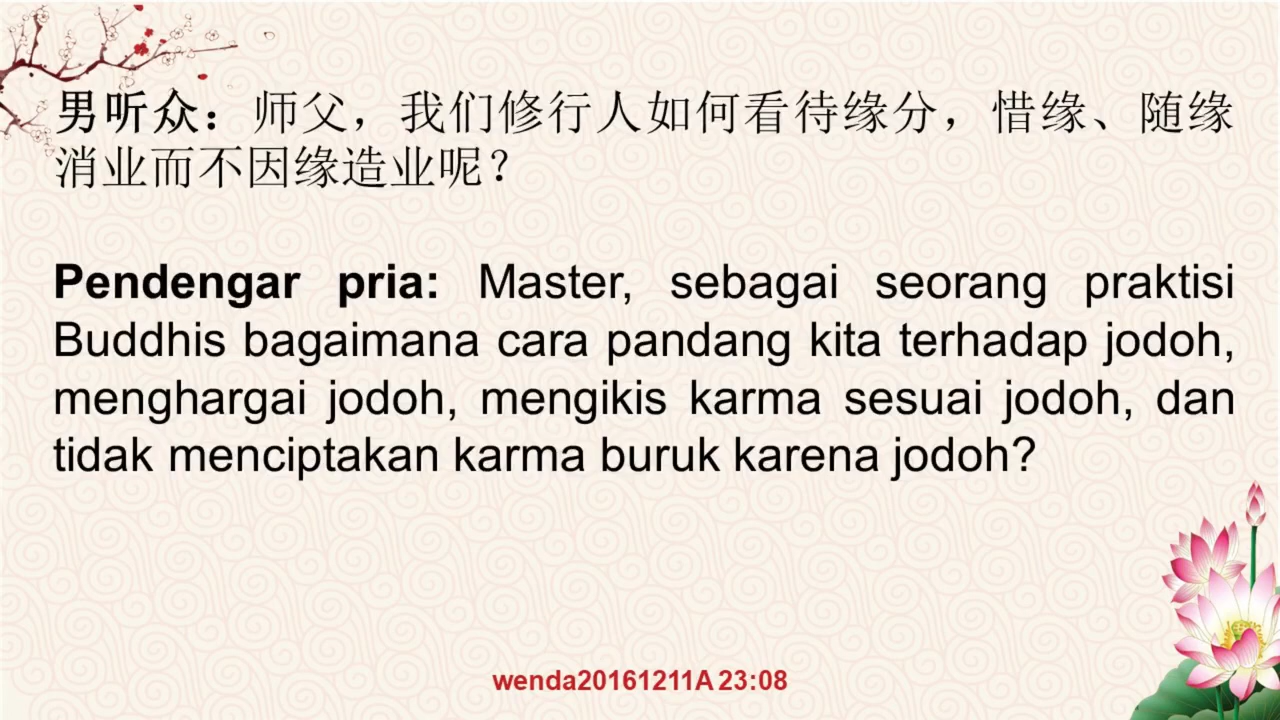 男听众：师父，我们修行人如何看待缘分，惜缘、随缘
消业而不因缘造业呢？
Pendengar pria: Master, sebagai seorang praktisi
Buddhis bagaimana cara pandang kita terhadap jodoh,
menghargai jodoh, mengikis karma sesuai jodoh, dan
tidak menciptakan karma buruk karena jodoh?
wenda20161211A 23:08